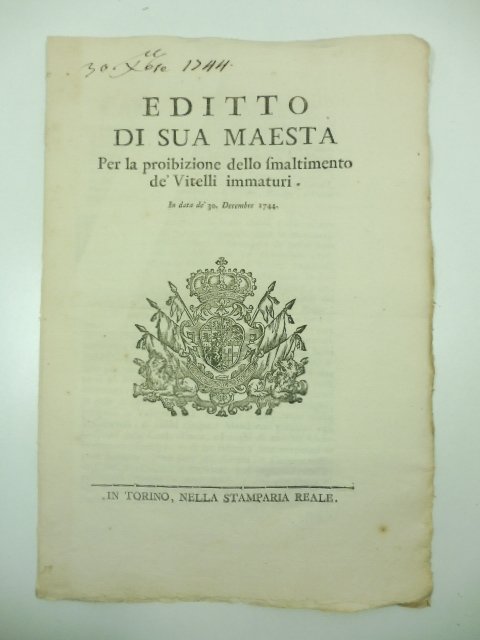 30. Xbre 1744.
EDITTO
DI SUA MAESTA
Per la proibizione dello ſmaltimento
de' Vitelli immaturi.
In data de' 30. Decembre 1744.
IN TORINO, NELLA STAMPARIA REALE.